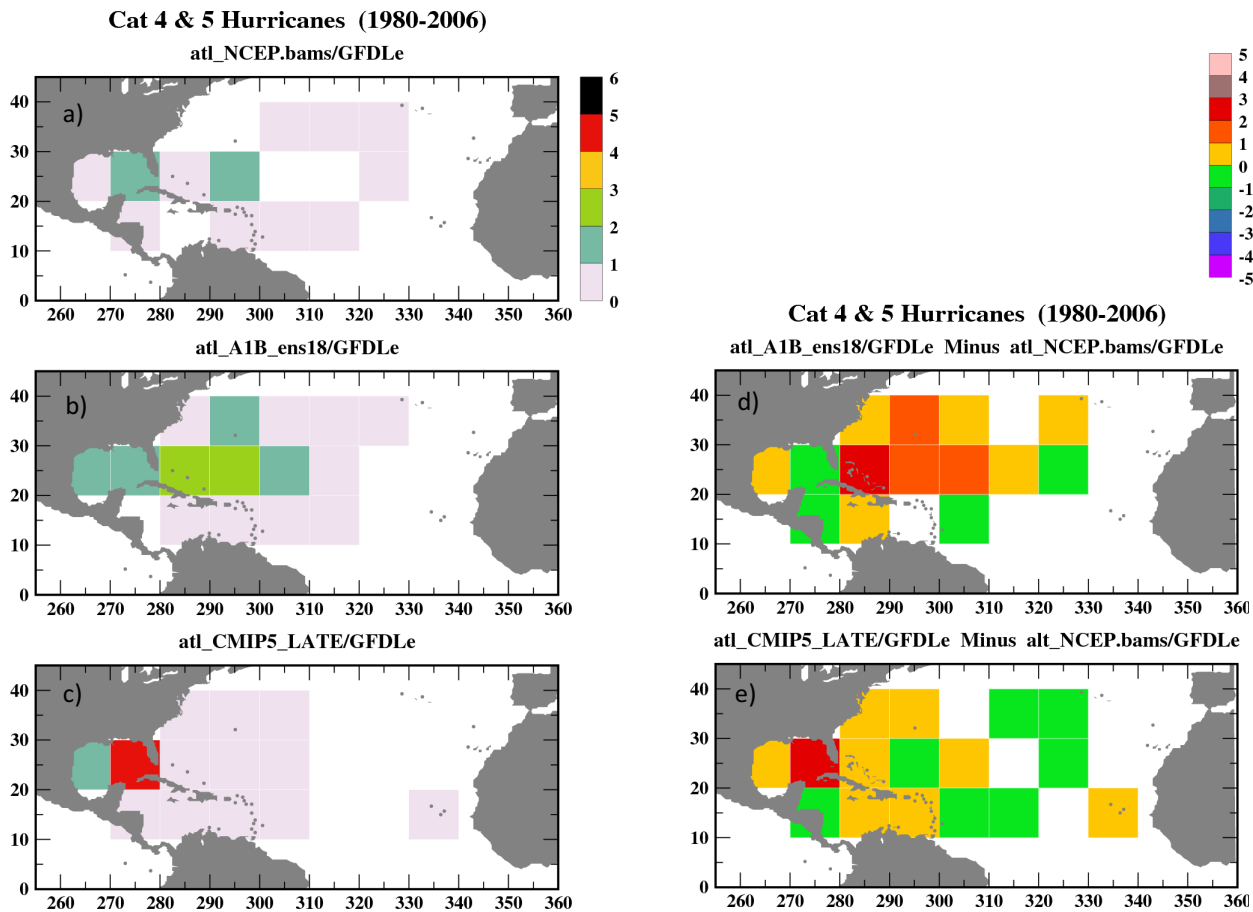 Cat 4 & 5 Hurricanes (1980-2006)
atl_NCEP.bams/GFDLe
a)
40
30
20
10
0
260 270 280 290 300 310 320 330 340 350 360
6
5
4
3
2
1
0
5
4
3
2
1
0
-1
-2
-3
-4
-5
atl_A1B_ens18/GFDLe
b)
40
30
20
10
0
260 270 280 290 300 310 320 330 340 350 360
Cat 4 & 5 Hurricanes (1980-2006)
atl_A1B_ens18/GFDLe Minus atl_NCEP.bams/GFDLe
d)
40
30
20
10
0
260 270 280 290 300 310 320 330 340 350 360
atl_CMIP5_LATE/GFDLe
c)
40
30
20
10
0
260 270 280 290 300 310 320 330 340 350 360
atl_CMIP5_LATE/GFDLe Minus alt_NCEP.bams/GFDLe
e)
40
30
20
10
0
260 270 280 290 300 310 320 330 340 350 360